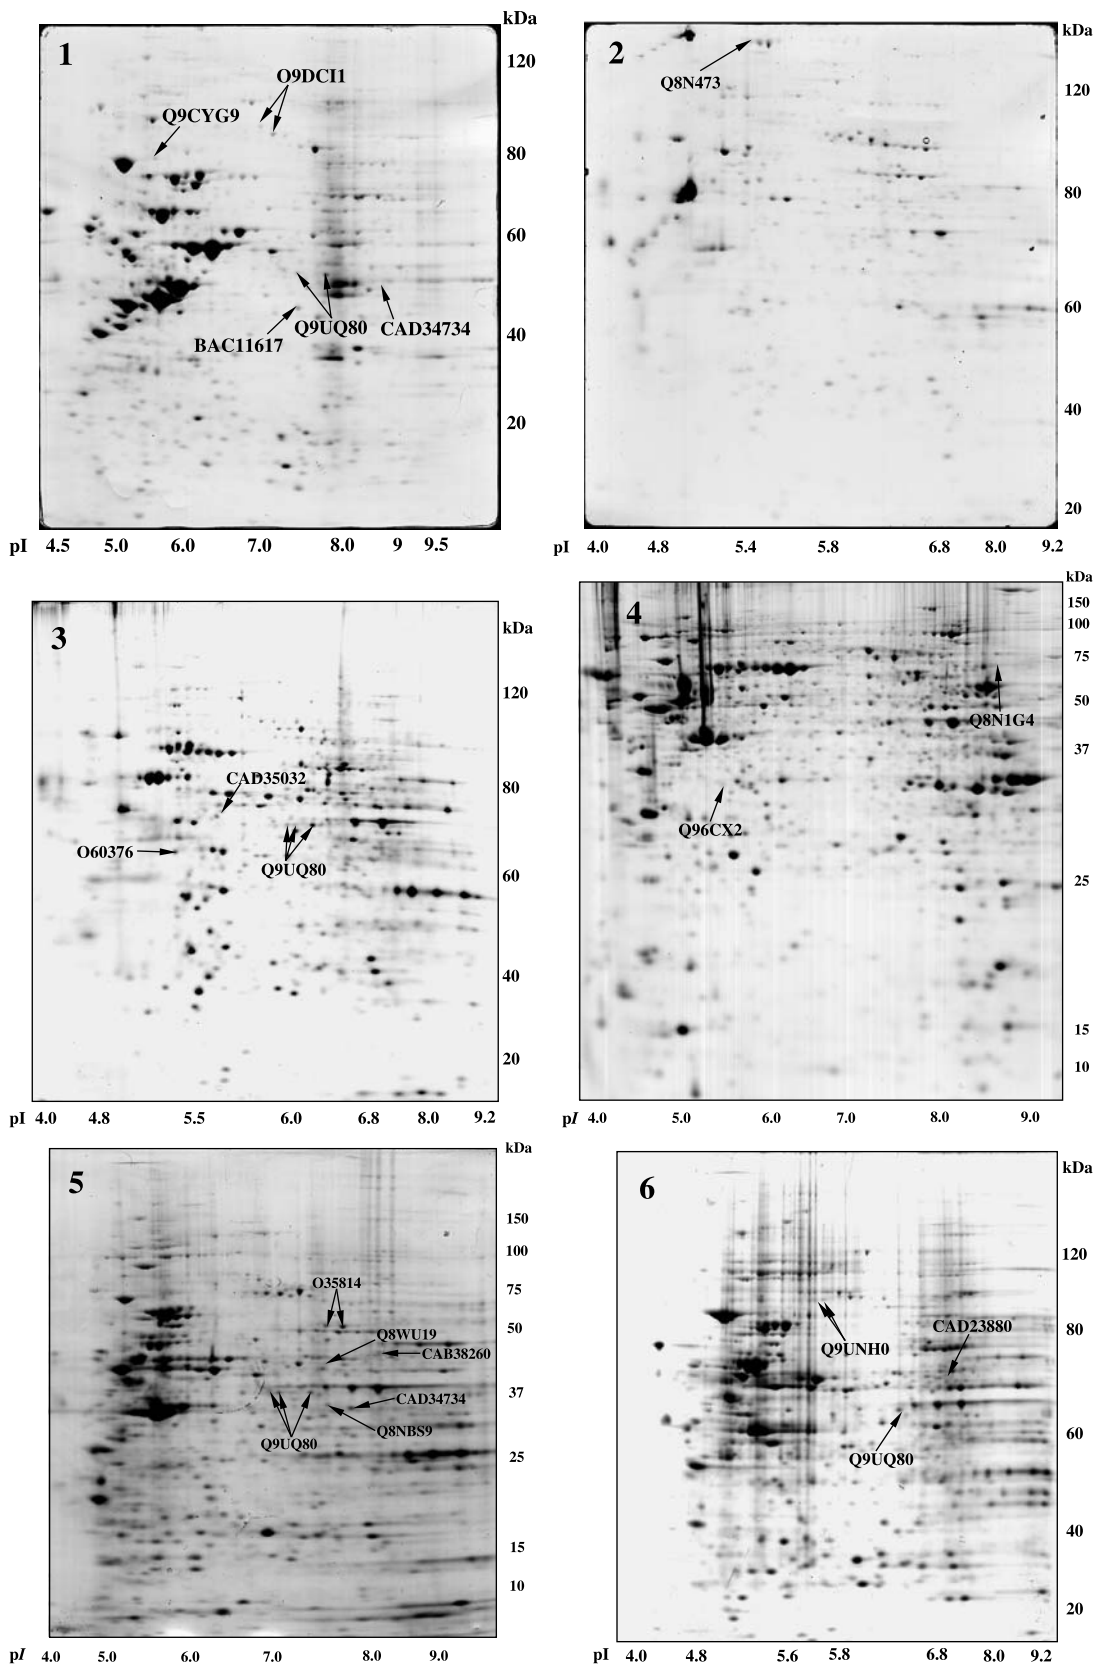 kDa
1
120
O9DCI1
Q9CYG9
80
60
Q9UQ80
CAD34734
BAC11617
40
20
pI 4.5 5.0 6.0 7.0 8.0 9 9.5
kDa
2
Q8N473
120
80
60
40
20
pI 4.0 4.8 5.4 5.8 6.8 8.0 9.2
3
kDa
120
CAD35032
80
O60376
Q9UQ80
60
40
20
pI 4.0 4.8 5.5 6.0 6.8 8.0 9.2
kDa
4
150
100
75
50
Q8N1G4
37
Q96CX2
25
15
10
pI 4.0 5.0 6.0 7.0 8.0 9.0
kDa
5
150
100
O35814
75
50
Q8WU19
CAB38260
37
CAD34734
Q8NBS9
Q9UQ80
25
15
10
pI 4.0 5.0 6.0 7.0 8.0 9.0
kDa
6
120
CAD23880
80
Q9UNH0
60
Q9UQ80
40
20
pI 4.0 4.8 5.6 5.8 6.8 8.0 9.2